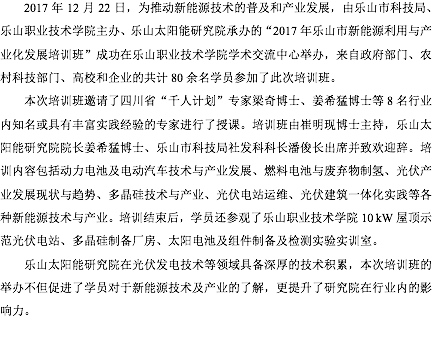 2017 年 12 月 22 日，为推动新能源技术的普及和产业发展，由乐山市科技局、
乐山职业技术学院主办、乐山太阳能研究院承办的“2017 年乐山市新能源利用与产
业化发展培训班”成功在乐山职业技术学院学术交流中心举办，来自政府部门、农
村科技部门、高校和企业的共计 80 余名学员参加了此次培训班。
本次培训班邀请了四川省“千人计划”专家梁奇博士、姜希猛博士等 8 名行业
内知名或具有丰富实践经验的专家进行了授课。培训班由崔明现博士主持，乐山太
阳能研究院院长姜希猛博士、乐山市科技局社发科科长潘俊长出席并致欢迎辞。培
训内容包括动力电池及电动汽车技术与产业发展、燃料电池与废弃物制氢、光伏产
业发展现状与趋势、多晶硅技术与产业、光伏电站运维、光伏建筑一体化实践等各
种新能源技术与产业。培训结束后，学员还参观了乐山职业技术学院 10 kW 屋顶示
范光伏电站、多晶硅制备厂房、太阳电池及组件制备及检测实验实训室。
乐山太阳能研究院在光伏发电技术等领域具备深厚的技术积累，本次培训班的
举办不但促进了学员对于新能源技术及产业的了解，更提升了研究院在行业内的影
响力。